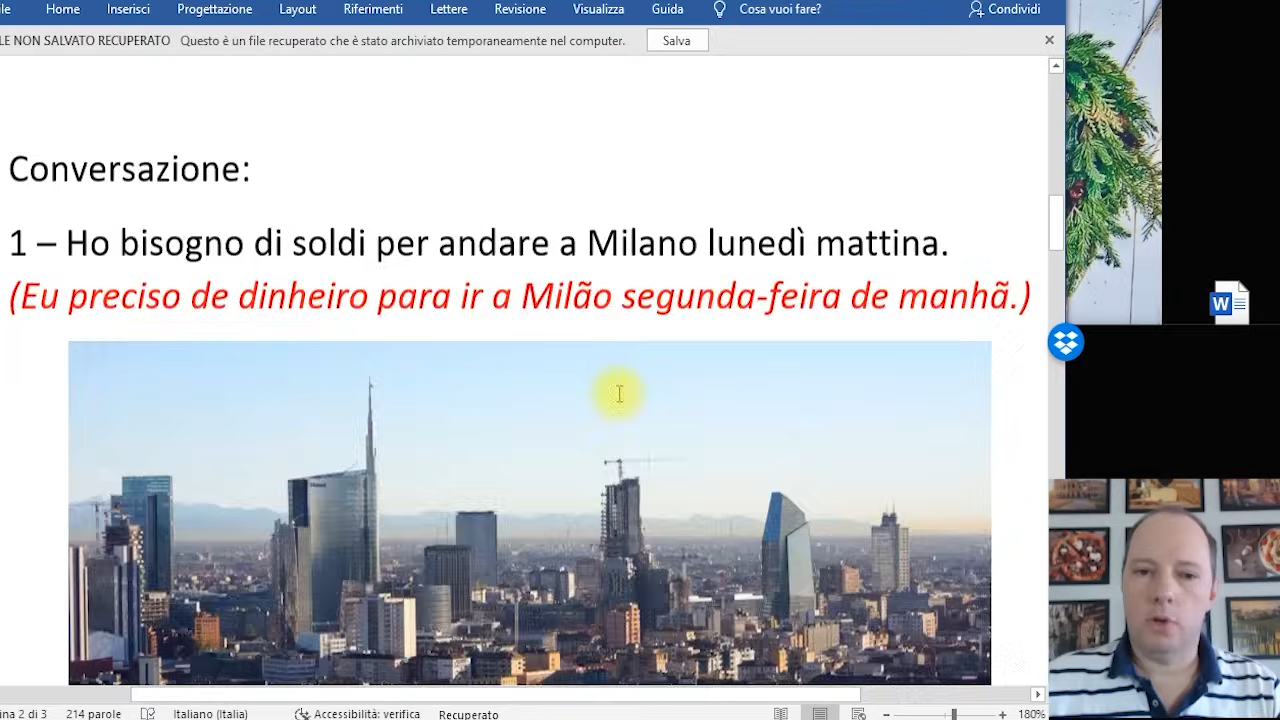 le Home Inserisci Progettazione Layout Riferimenti Lettere Revisione Visualizza Guida Cosa vuoi fare? Condividi
LE NON SALVATO RECUPERATO Questo è un file recuperato che è stato archiviato temporaneamente nel computer. Salva
Conversazione:
1 – Ho bisogno di soldi per andare a Milano lunedì mattina.
(Eu preciso de dinheiro para ir a Milão segunda-feira de manhã.)
W
ina 2 di 3 214 parole Italiano (Italia) Accessibilità: verifica Recuperato 180%